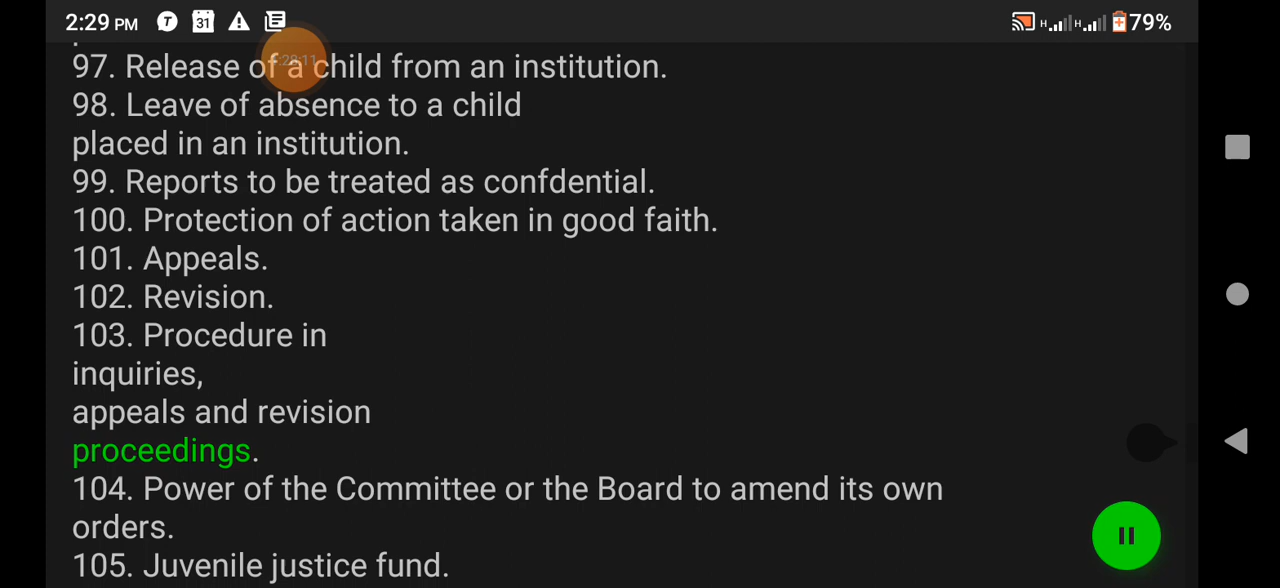 2:29 PM T 31 79%
97. Release of a child from an institution.
98. Leave of absence to a child
placed in an institution.
99. Reports to be treated as confdential.
100. Protection of action taken in good faith.
101. Appeals.
102. Revision.
103. Procedure in
inquiries,
appeals and revision
proceedings.
104. Power of the Committee or the Board to amend its own
orders.
105. Juvenile justice fund.